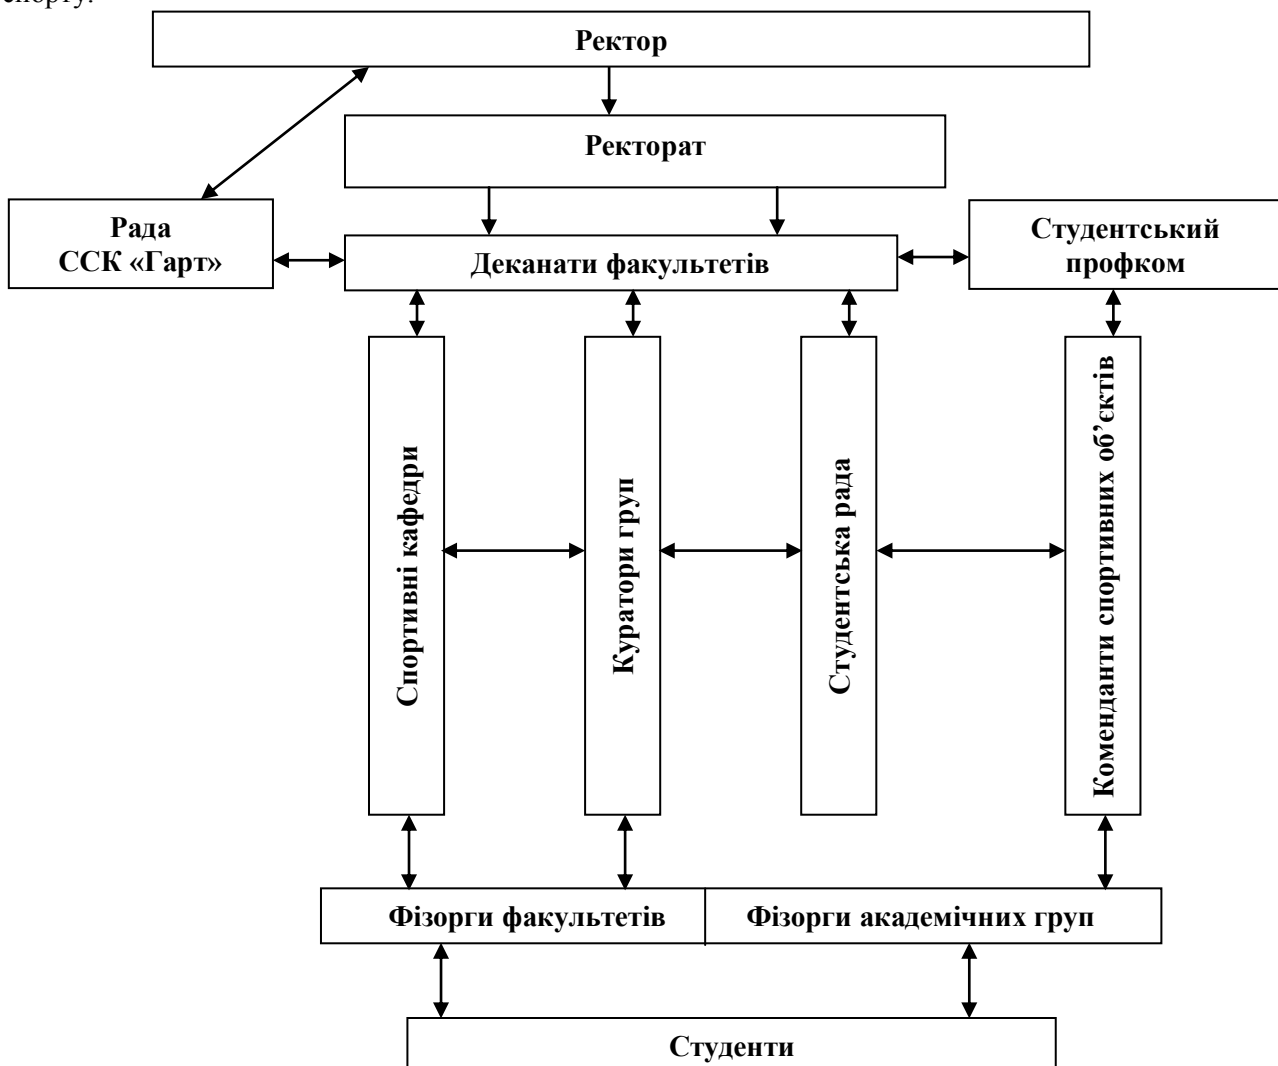 спорту.
Ректор
Ректорат
Рада
ССК «Гарт»
Деканати факультетів
Студентський
профком
Спортивні кафедри
Куратори груп
Студентська рада
Коменданти спортивних об’єктів
Фізорги факультетів
Фізорги академічних груп
Студенти